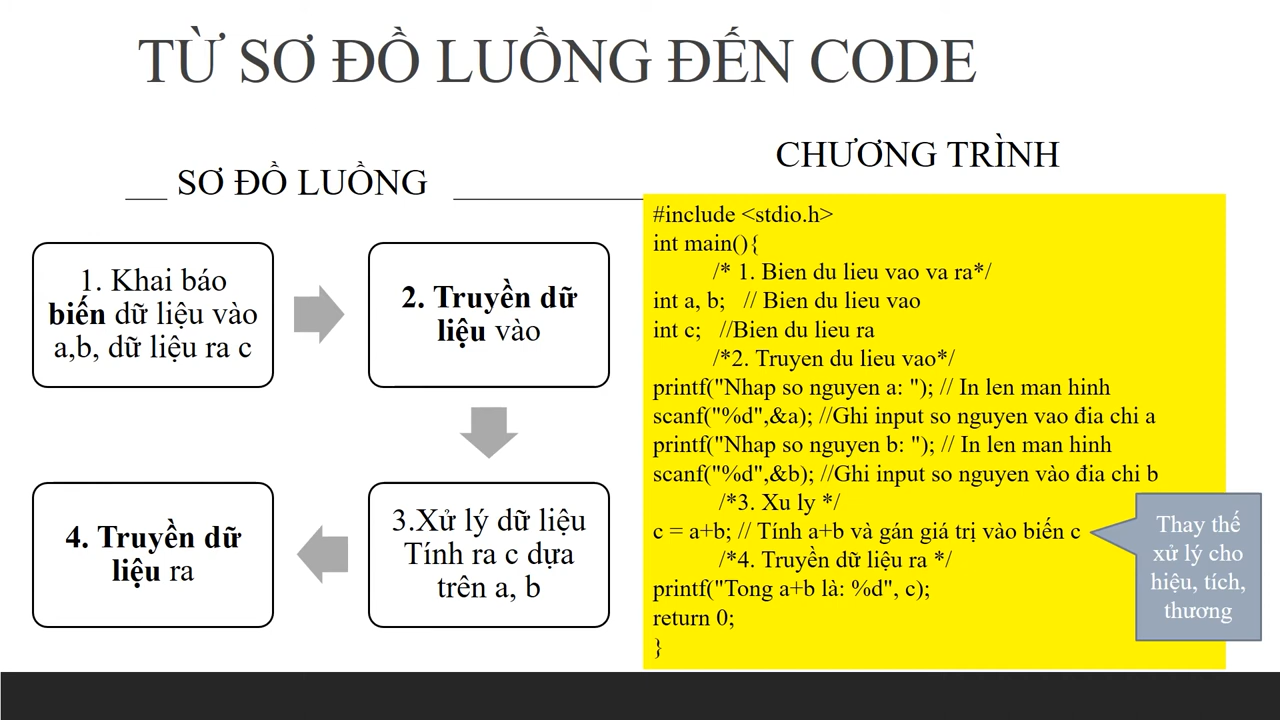 TỪ SƠ ĐỒ LUỒNG ĐẾN CODE
SƠ ĐỒ LUỒNG
1. Khai báo
biến dữ liệu vào
a,b, dữ liệu ra c
2. Truyền dữ
liệu vào
3.Xử lý dữ liệu
Tính ra c dựa
trên a, b
4. Truyền dữ
liệu ra
CHƯƠNG TRÌNH
#include <stdio.h>
int main(){
/* 1. Bien du lieu vao va ra*/
int a, b; // Bien du lieu vao
int c; //Bien du lieu ra
/*2. Truyen du lieu vao*/
printf("Nhap so nguyen a: "); // In len man hinh
scanf("%d",&a); //Ghi input so nguyen vao đia chi a
printf("Nhap so nguyen b: "); // In len man hinh
scanf("%d",&b); //Ghi input so nguyen vào đia chi b
/*3. Xu ly */
c = a+b; // Tính a+b và gán giá trị vào biến c
/*4. Truyền dữ liệu ra */
printf("Tong a+b là: %d", c);
return 0;
}
Thay thế
xử lý cho
hiệu, tích,
thương